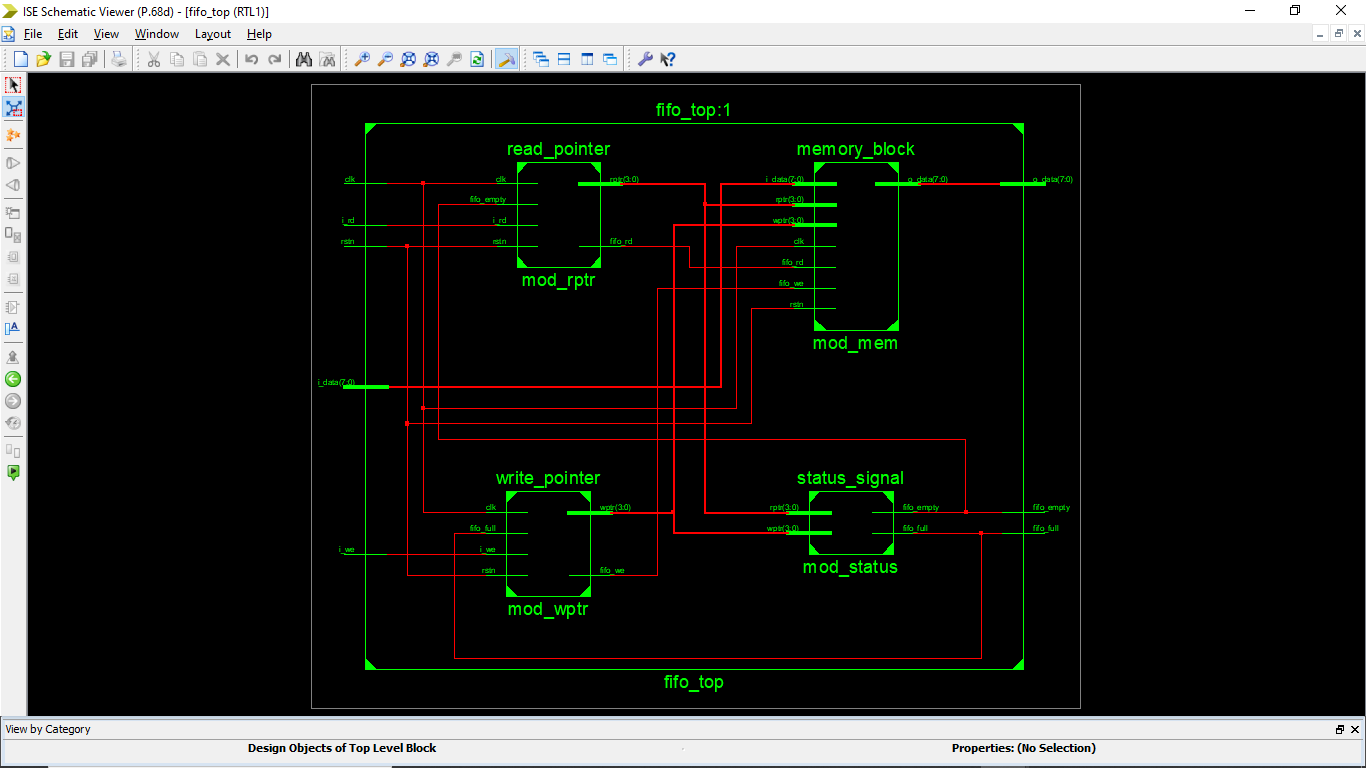 ISE Schematic Viewer (P.68d) - [fifo_top (RTL1)]
File Edit View Window Layout Help
fifo_top:1
read_pointer
clk
fifo_empty
i_rd
rstn
rptr(3:0)
fifo_rd
mod_rptr
memory_block
i_data(7:0)
rptr(3:0)
wptr(3:0)
clk
fifo_rd
fifo_we
rstn
o_data(7:0)
mod_mem
o_data(7:0)
clk
i_rd
rstn
i_data(7:0)
i_we
write_pointer
clk
fifo_full
i_we
rstn
wptr(3:0)
fifo_we
mod_wptr
status_signal
rptr(3:0)
wptr(3:0)
fifo_empty
fifo_full
mod_status
fifo_empty
fifo_full
fifo_top
View by Category
Design Objects of Top Level Block
Properties: (No Selection)